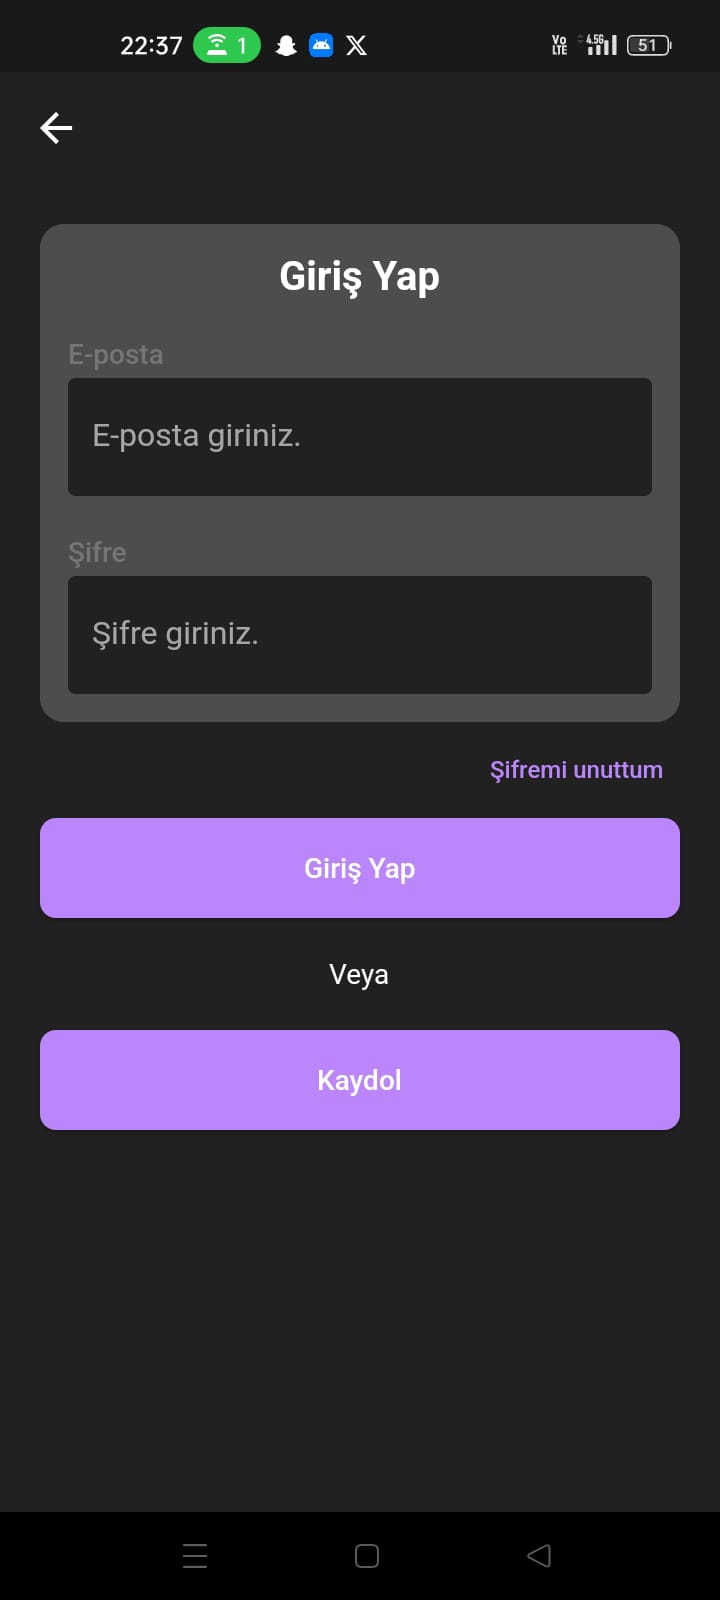 22:37 1 Vo LTE 4.5G 51
Giriş Yap
E-posta
E-posta giriniz.
Şifre
Şifre giriniz.
Şifremi unuttum
Giriş Yap
Veya
Kaydol